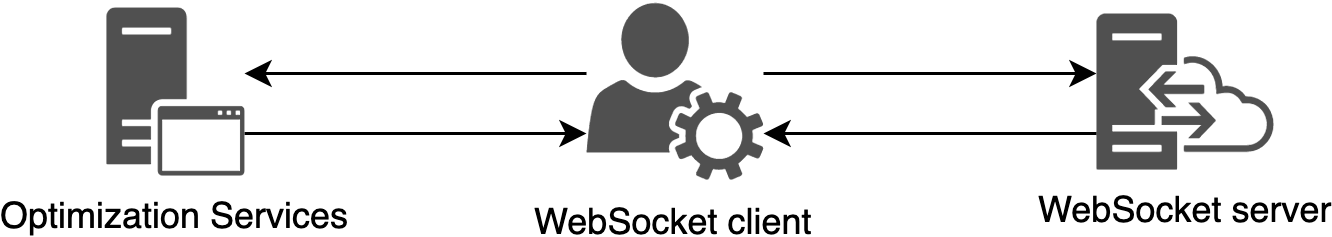 Optimization Services
WebSocket client
WebSocket server